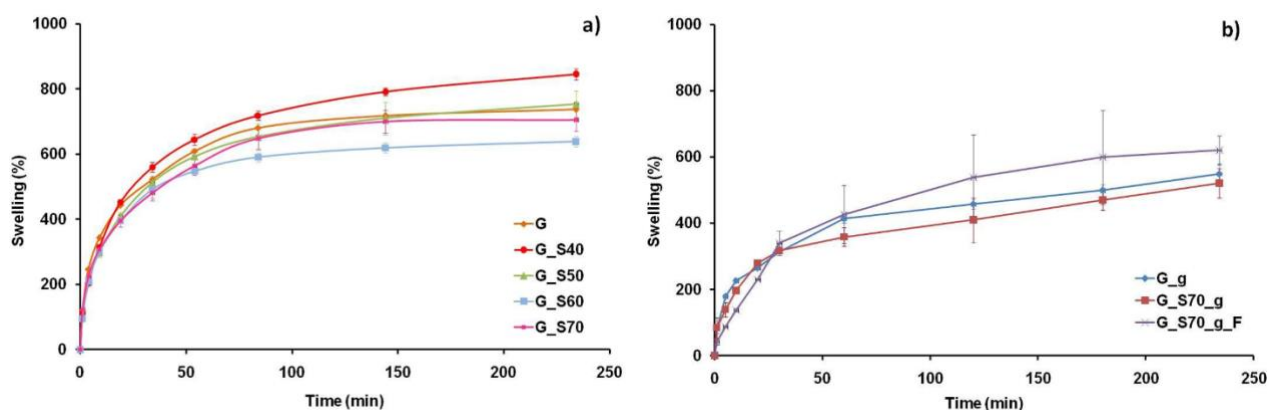 a)
1000
800
600
400
200
0
Swelling (%)
0 50 100 150 200 250
Time (min)
G
G_S40
G_S50
G_S60
G_S70
b)
1000
800
600
400
200
0
Swelling (%)
0 50 100 150 200 250
Time (min)
G_g
G_S70_g
G_S70_g_F